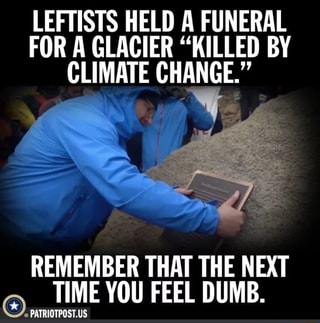 LEFTISTS HELD A FUNERAL
FOR A GLACIER “KILLED BY
CLIMATE CHANGE.”
REMEMBER THAT THE NEXT
TIME YOU FEEL DUMB.
PATRIOTPOST.US